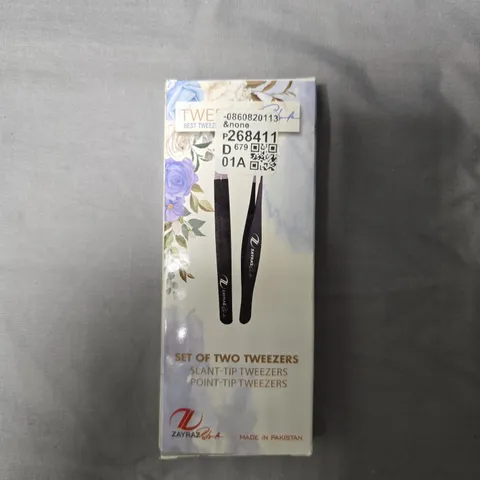 TWE
BEST TWEEZ
-0860820113
&none
P268411
D 679
01A
SET OF TWO TWEEZERS
SLANT-TIP TWEEZERS
POINT-TIP TWEEZERS
ZAYRAZ
MADE IN PAKISTAN